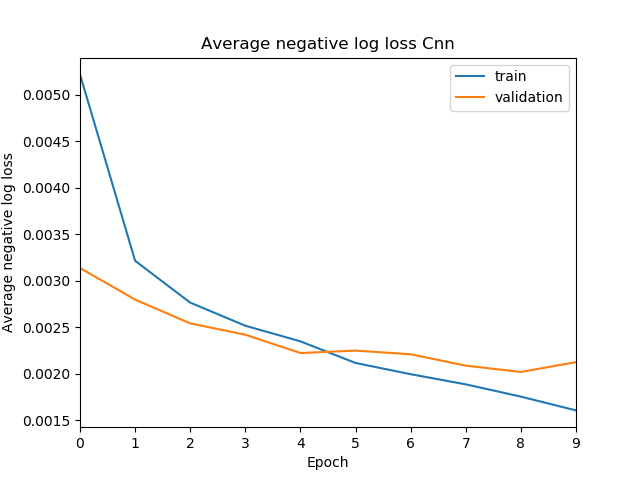 Average negative log loss Cnn
train
validation
Average negative log loss
0.0050
0.0045
0.0040
0.0035
0.0030
0.0025
0.0020
0.0015
0 1 2 3 4 5 6 7 8 9
Epoch